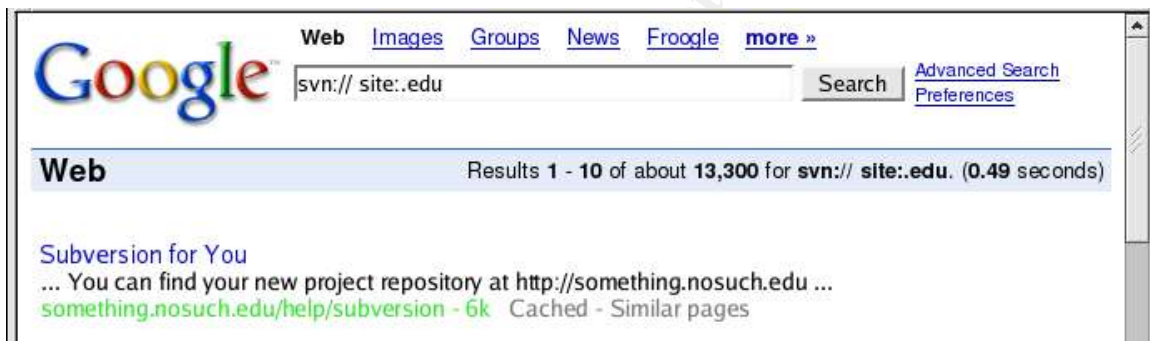 Web Images Groups News Froogle more »
Google™
svn:// site:.edu Search Advanced Search
Preferences
Web Results 1 - 10 of about 13,300 for svn:// site:.edu. (0.49 seconds)
Subversion for You
... You can find your new project repository at http://something.nosuch.edu ...
something.nosuch.edu/help/subversion - 6k Cached - Similar pages